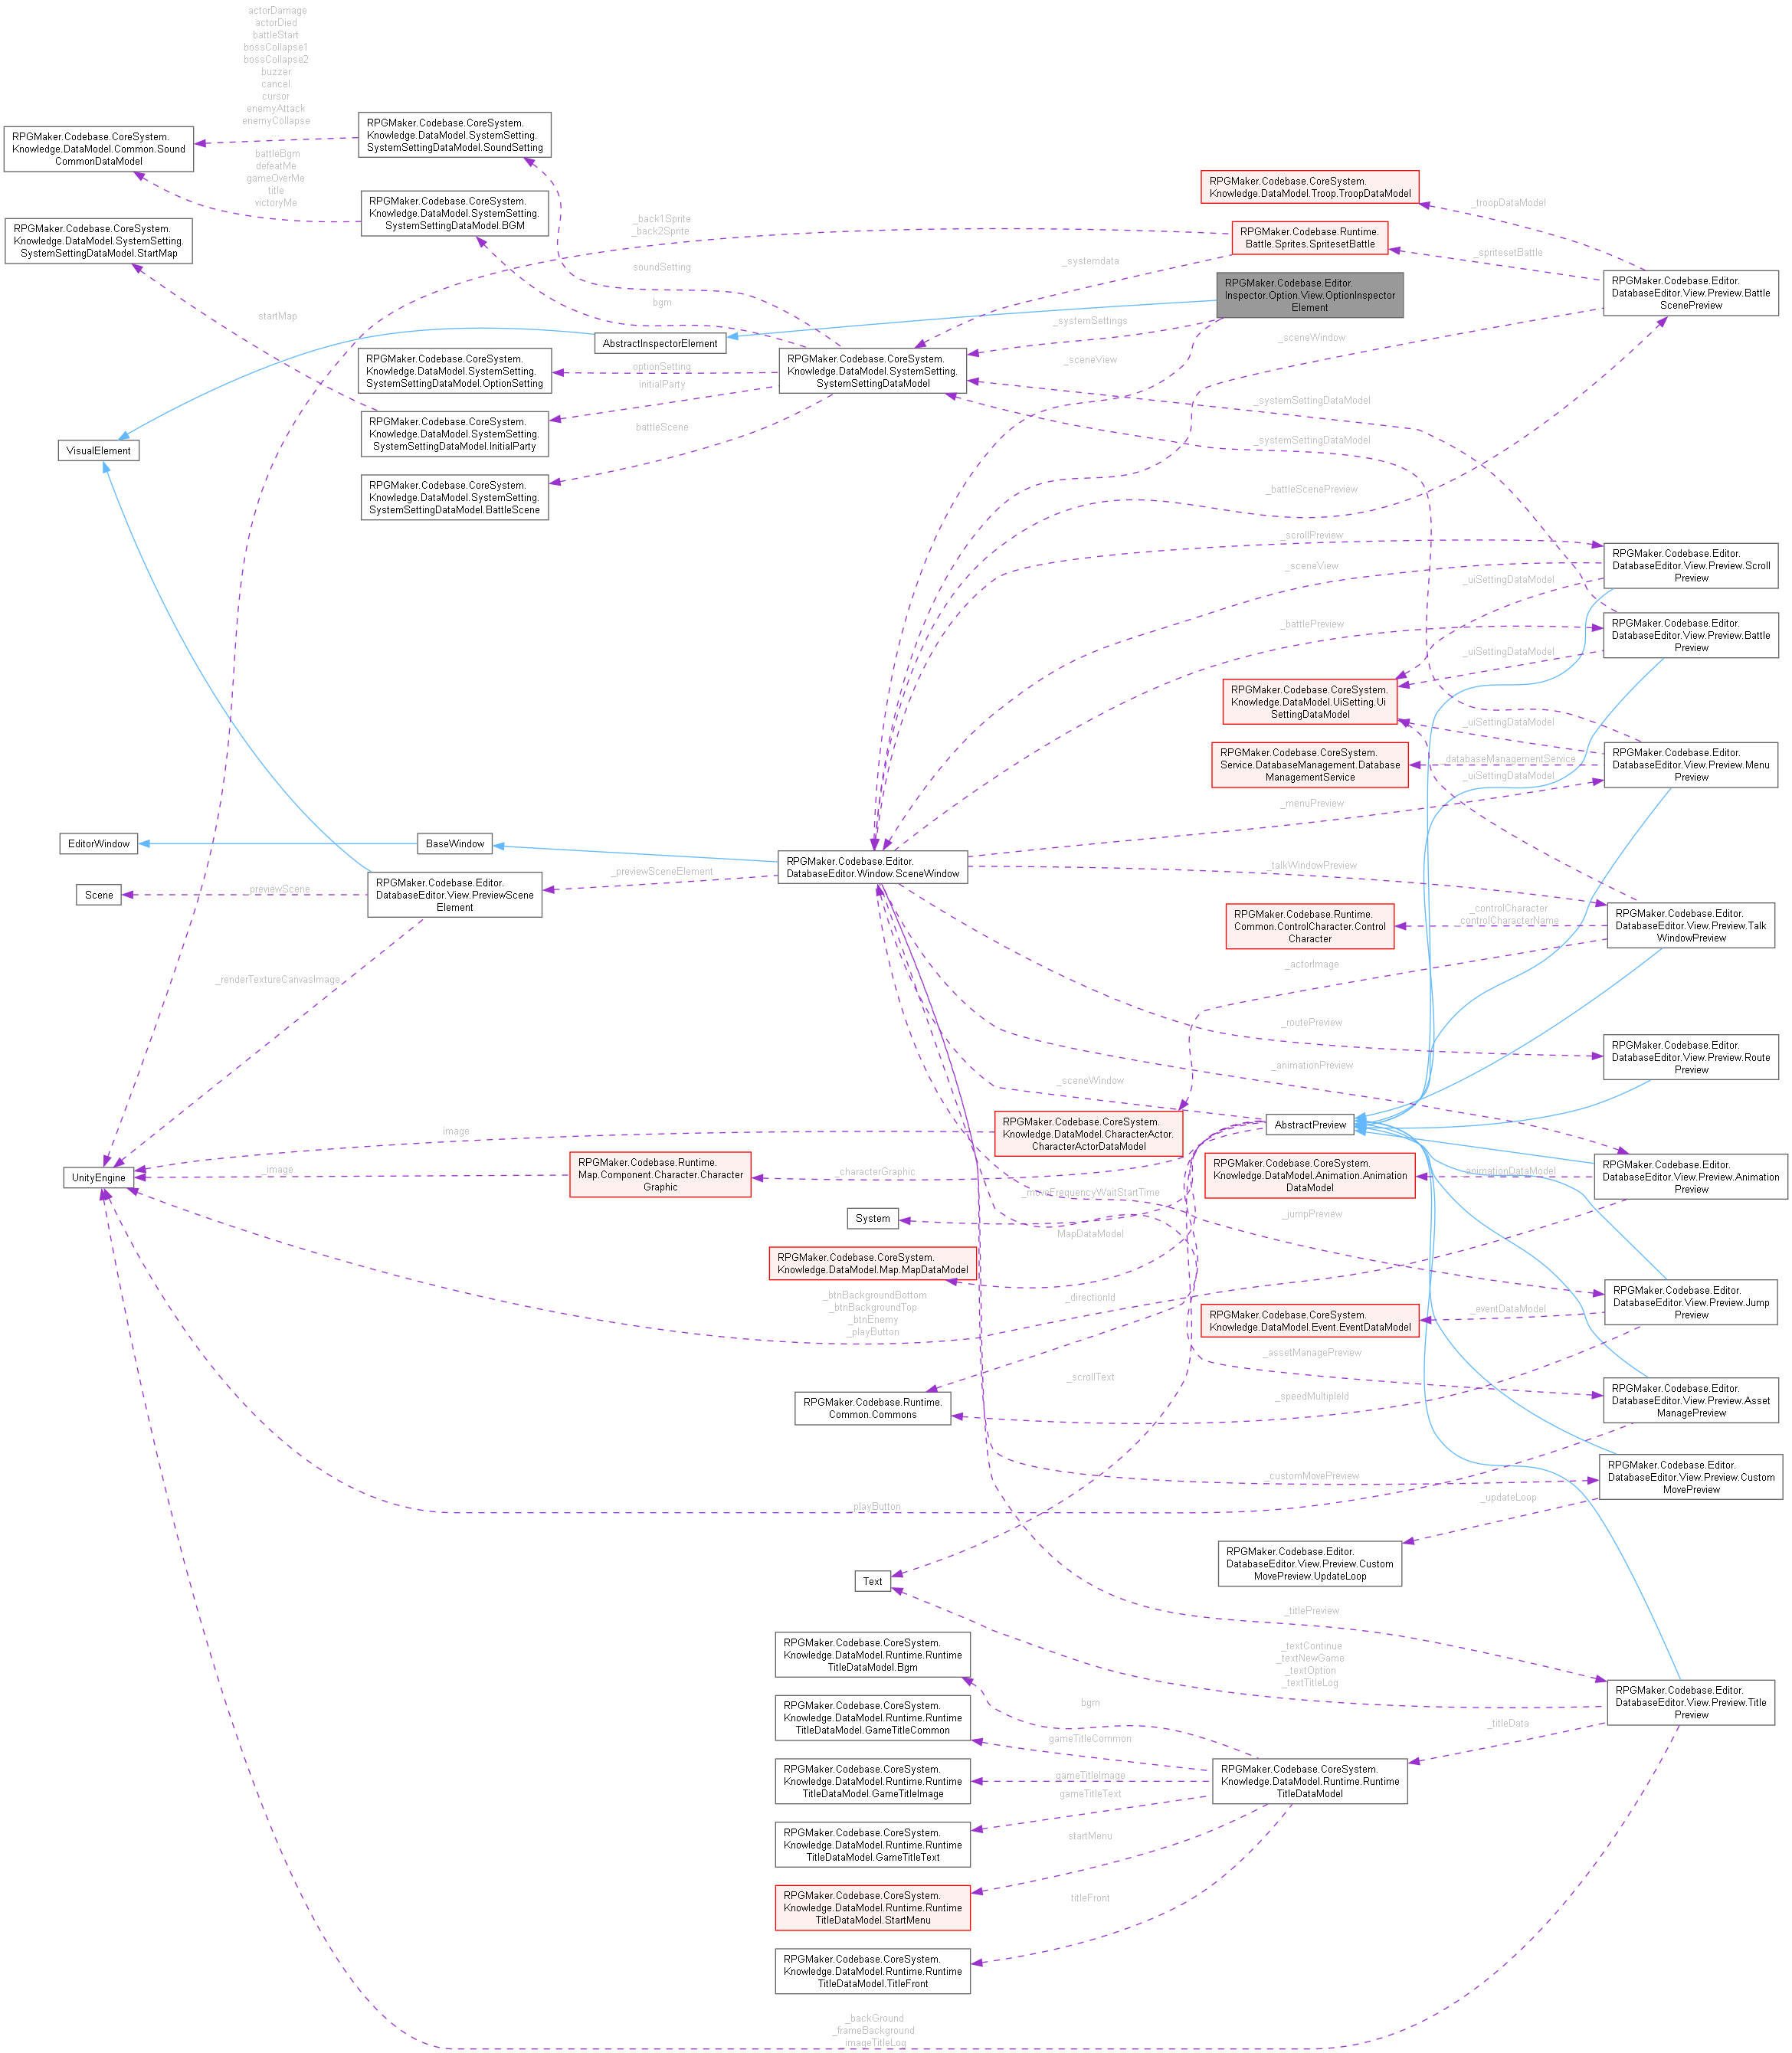 actorDamage
actorDied
battleStart
bossCollapse1
bossCollapse2
buzzer
cancel
cursor
enemyAttack
enemyCollapse
...
RPGMaker.Codebase.CoreSystem.
Knowledge.DataModel.Common.Sound
CommonDataModel
RPGMaker.Codebase.CoreSystem.
Knowledge.DataModel.SystemSetting.
SystemSettingDataModel.SoundSetting
battleBgm
defeatMe
gameOverMe
title
victoryMe
RPGMaker.Codebase.CoreSystem.
Knowledge.DataModel.SystemSetting.
SystemSettingDataModel.BGM
RPGMaker.Codebase.CoreSystem.
Knowledge.DataModel.SystemSetting.
SystemSettingDataModel.StartMap
_back1Sprite
_back2Sprite
RPGMaker.Codebase.CoreSystem.
Knowledge.DataModel.Troop.TroopDataModel
_troopDataModel
RPGMaker.Codebase.Runtime.
Battle.Sprites.SpritesetBattle
_spritesetBattle
soundSetting
_systemdata
RPGMaker.Codebase.Editor.
Inspector.Option.View.OptionInspector
Element
RPGMaker.Codebase.Editor.
DatabaseEditor.View.Preview.Battle
ScenePreview
bgm
startMap
_systemSettings
_sceneWindow
AbstractInspectorElement
RPGMaker.Codebase.CoreSystem.
Knowledge.DataModel.SystemSetting.
SystemSettingDataModel.OptionSetting
optionSetting
initialParty
RPGMaker.Codebase.CoreSystem.
Knowledge.DataModel.SystemSetting.
SystemSettingDataModel
_sceneView
_systemSettingDataModel
RPGMaker.Codebase.CoreSystem.
Knowledge.DataModel.SystemSetting.
SystemSettingDataModel.InitialParty
battleScene
_systemSettingDataModel
VisualElement
RPGMaker.Codebase.CoreSystem.
Knowledge.DataModel.SystemSetting.
SystemSettingDataModel.BattleScene
_battleScenePreview
_scrollPreview
RPGMaker.Codebase.Editor.
DatabaseEditor.View.Preview.Scroll
Preview
_sceneView
_uiSettingDataModel
_battlePreview
RPGMaker.Codebase.Editor.
DatabaseEditor.View.Preview.Battle
Preview
_uiSettingDataModel
RPGMaker.Codebase.CoreSystem.
Knowledge.DataModel.UiSetting.Ui
SettingDataModel
_uiSettingDataModel
RPGMaker.Codebase.CoreSystem.
Service.DatabaseManagement.Database
ManagementService
databaseManagementService
_uiSettingDataModel
RPGMaker.Codebase.Editor.
DatabaseEditor.View.Preview.Menu
Preview
_menuPreview
EditorWindow
BaseWindow
RPGMaker.Codebase.Editor.
DatabaseEditor.Window.SceneWindow
_talkWindowPreview
_previewSceneElement
Scene
previewScene
RPGMaker.Codebase.Editor.
DatabaseEditor.View.PreviewScene
Element
RPGMaker.Codebase.Runtime.
Common.ControlCharacter.Control
Character
_controlCharacter
controlCharacterName
RPGMaker.Codebase.Editor.
DatabaseEditor.View.Preview.Talk
WindowPreview
_renderTextureCanvasImage
_actorImage
_routePreview
RPGMaker.Codebase.Editor.
DatabaseEditor.View.Preview.Route
Preview
_animationPreview
_sceneWindow
RPGMaker.Codebase.CoreSystem.
Knowledge.DataModel.CharacterActor.
CharacterActorDataModel
AbstractPreview
image
UnityEngine
_image
RPGMaker.Codebase.Runtime.
Map.Component.Character.Character
Graphic
_characterGraphic
RPGMaker.Codebase.CoreSystem.
Knowledge.DataModel.Animation.Animation
DataModel
animationDataModel
RPGMaker.Codebase.Editor.
DatabaseEditor.View.Preview.Animation
Preview
_moveFrequencyWaitStartTime
System
MapDataModel
_jumpPreview
RPGMaker.Codebase.CoreSystem.
Knowledge.DataModel.Map.MapDataModel
_btnBackgroundBottom
_btnBackgroundTop
_btnEnemy
_playButton
_directionId
RPGMaker.Codebase.CoreSystem.
Knowledge.DataModel.Event.EventDataModel
_eventDataModel
RPGMaker.Codebase.Editor.
DatabaseEditor.View.Preview.Jump
Preview
_assetManagePreview
_scrollText
RPGMaker.Codebase.Runtime.
Common.Commons
_speedMultipleId
RPGMaker.Codebase.Editor.
DatabaseEditor.View.Preview.Asset
ManagePreview
_customMovePreview
RPGMaker.Codebase.Editor.
DatabaseEditor.View.Preview.Custom
MovePreview
_playButton
_updateLoop
RPGMaker.Codebase.Editor.
DatabaseEditor.View.Preview.Custom
MovePreview.UpdateLoop
Text
_titlePreview
RPGMaker.Codebase.CoreSystem.
Knowledge.DataModel.Runtime.Runtime
TitleDataModel.Bgm
_textContinue
_textNewGame
_textOption
_textTitleLog
RPGMaker.Codebase.Editor.
DatabaseEditor.View.Preview.Title
Preview
bgm
RPGMaker.Codebase.CoreSystem.
Knowledge.DataModel.Runtime.Runtime
TitleDataModel.GameTitleCommon
gameTitleCommon
_titleData
RPGMaker.Codebase.CoreSystem.
Knowledge.DataModel.Runtime.Runtime
TitleDataModel.GameTitleImage
gameTitleImage
gameTitleText
RPGMaker.Codebase.CoreSystem.
Knowledge.DataModel.Runtime.Runtime
TitleDataModel
RPGMaker.Codebase.CoreSystem.
Knowledge.DataModel.Runtime.Runtime
TitleDataModel.GameTitleText
startMenu
RPGMaker.Codebase.CoreSystem.
Knowledge.DataModel.Runtime.Runtime
TitleDataModel.StartMenu
titleFront
RPGMaker.Codebase.CoreSystem.
Knowledge.DataModel.Runtime.Runtime
TitleDataModel.TitleFront
_backGround
_frameBackground
_imageTitleLog